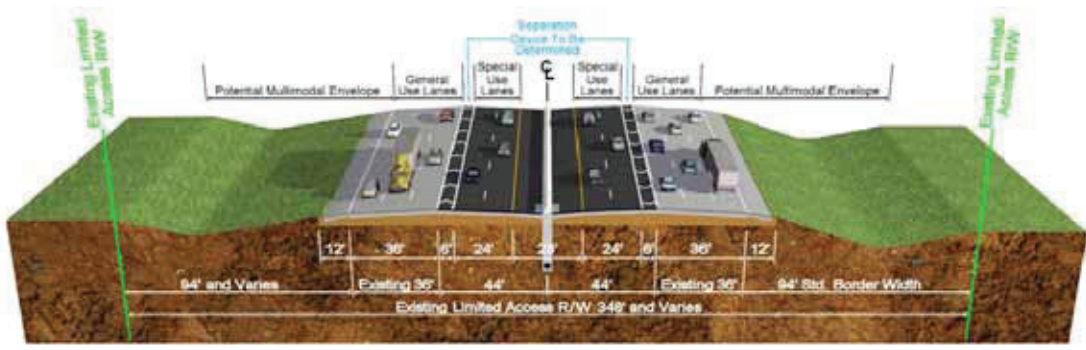 Existing Limited
Access R/W
Separation
Device To Be
Determined
Existing Limited
Access R/W
Potential Multimodal Envelope
General
Use Lanes
Special
Use
Lanes
CL
Special
Use
Lanes
General
Use Lanes
Potential Multimodal Envelope
12' 36' 6' 24' 24' 6' 36' 12'
94' and Varies Existing 36' 44' 44' Existing 36' 94' Std. Border Width
Existing Limited Access R/W 348' and Varies